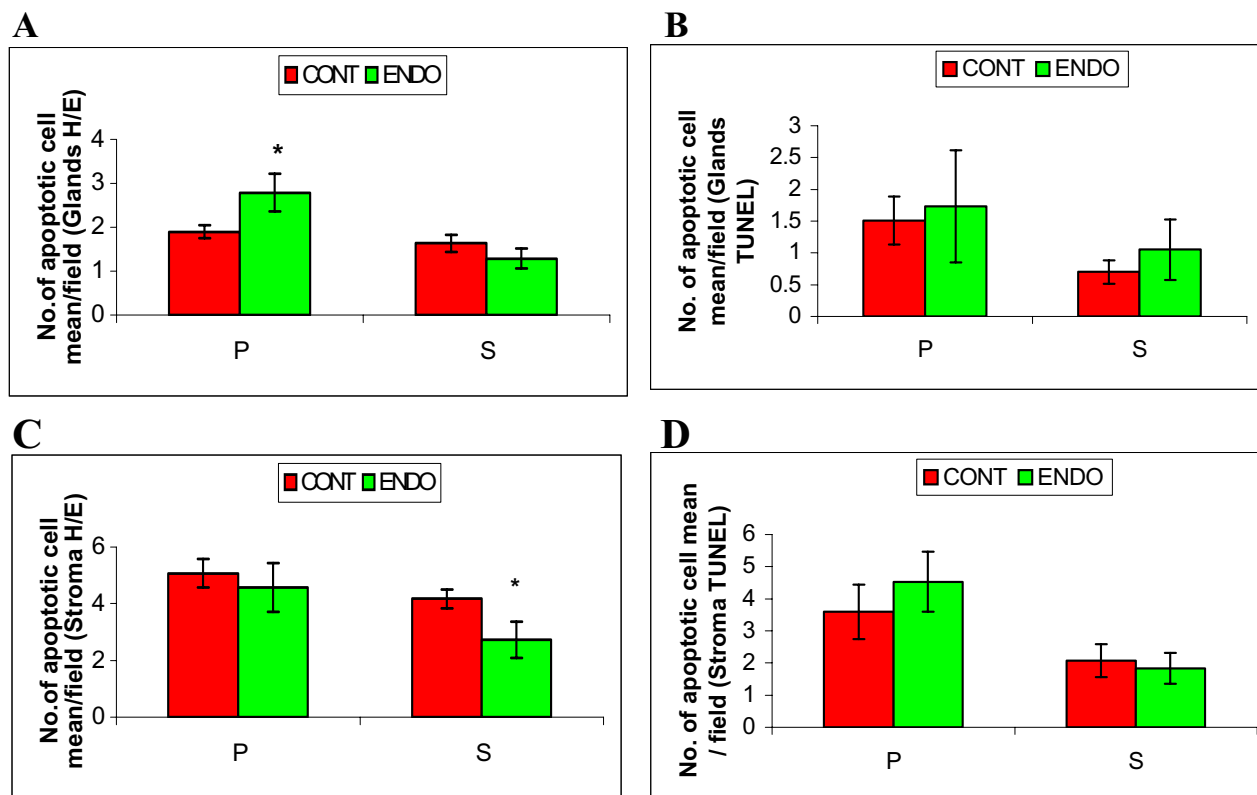 A
CONT ENDO
No.of apoptotic cell
mean/field (Glands H/E)
4
3
2
1
0
*
P S
B
CONT ENDO
No. of apoptotic cell
mean/field (Glands
TUNEL)
3
2.5
2
1.5
1
0.5
0
P S
C
CONT ENDO
No.of apoptotic cell
mean/field (Stroma H/E)
6
4
2
0
*
P S
D
CONT ENDO
No. of apoptotic cell mean
/ field (Stroma TUNEL)
6
5
4
3
2
1
0
P S